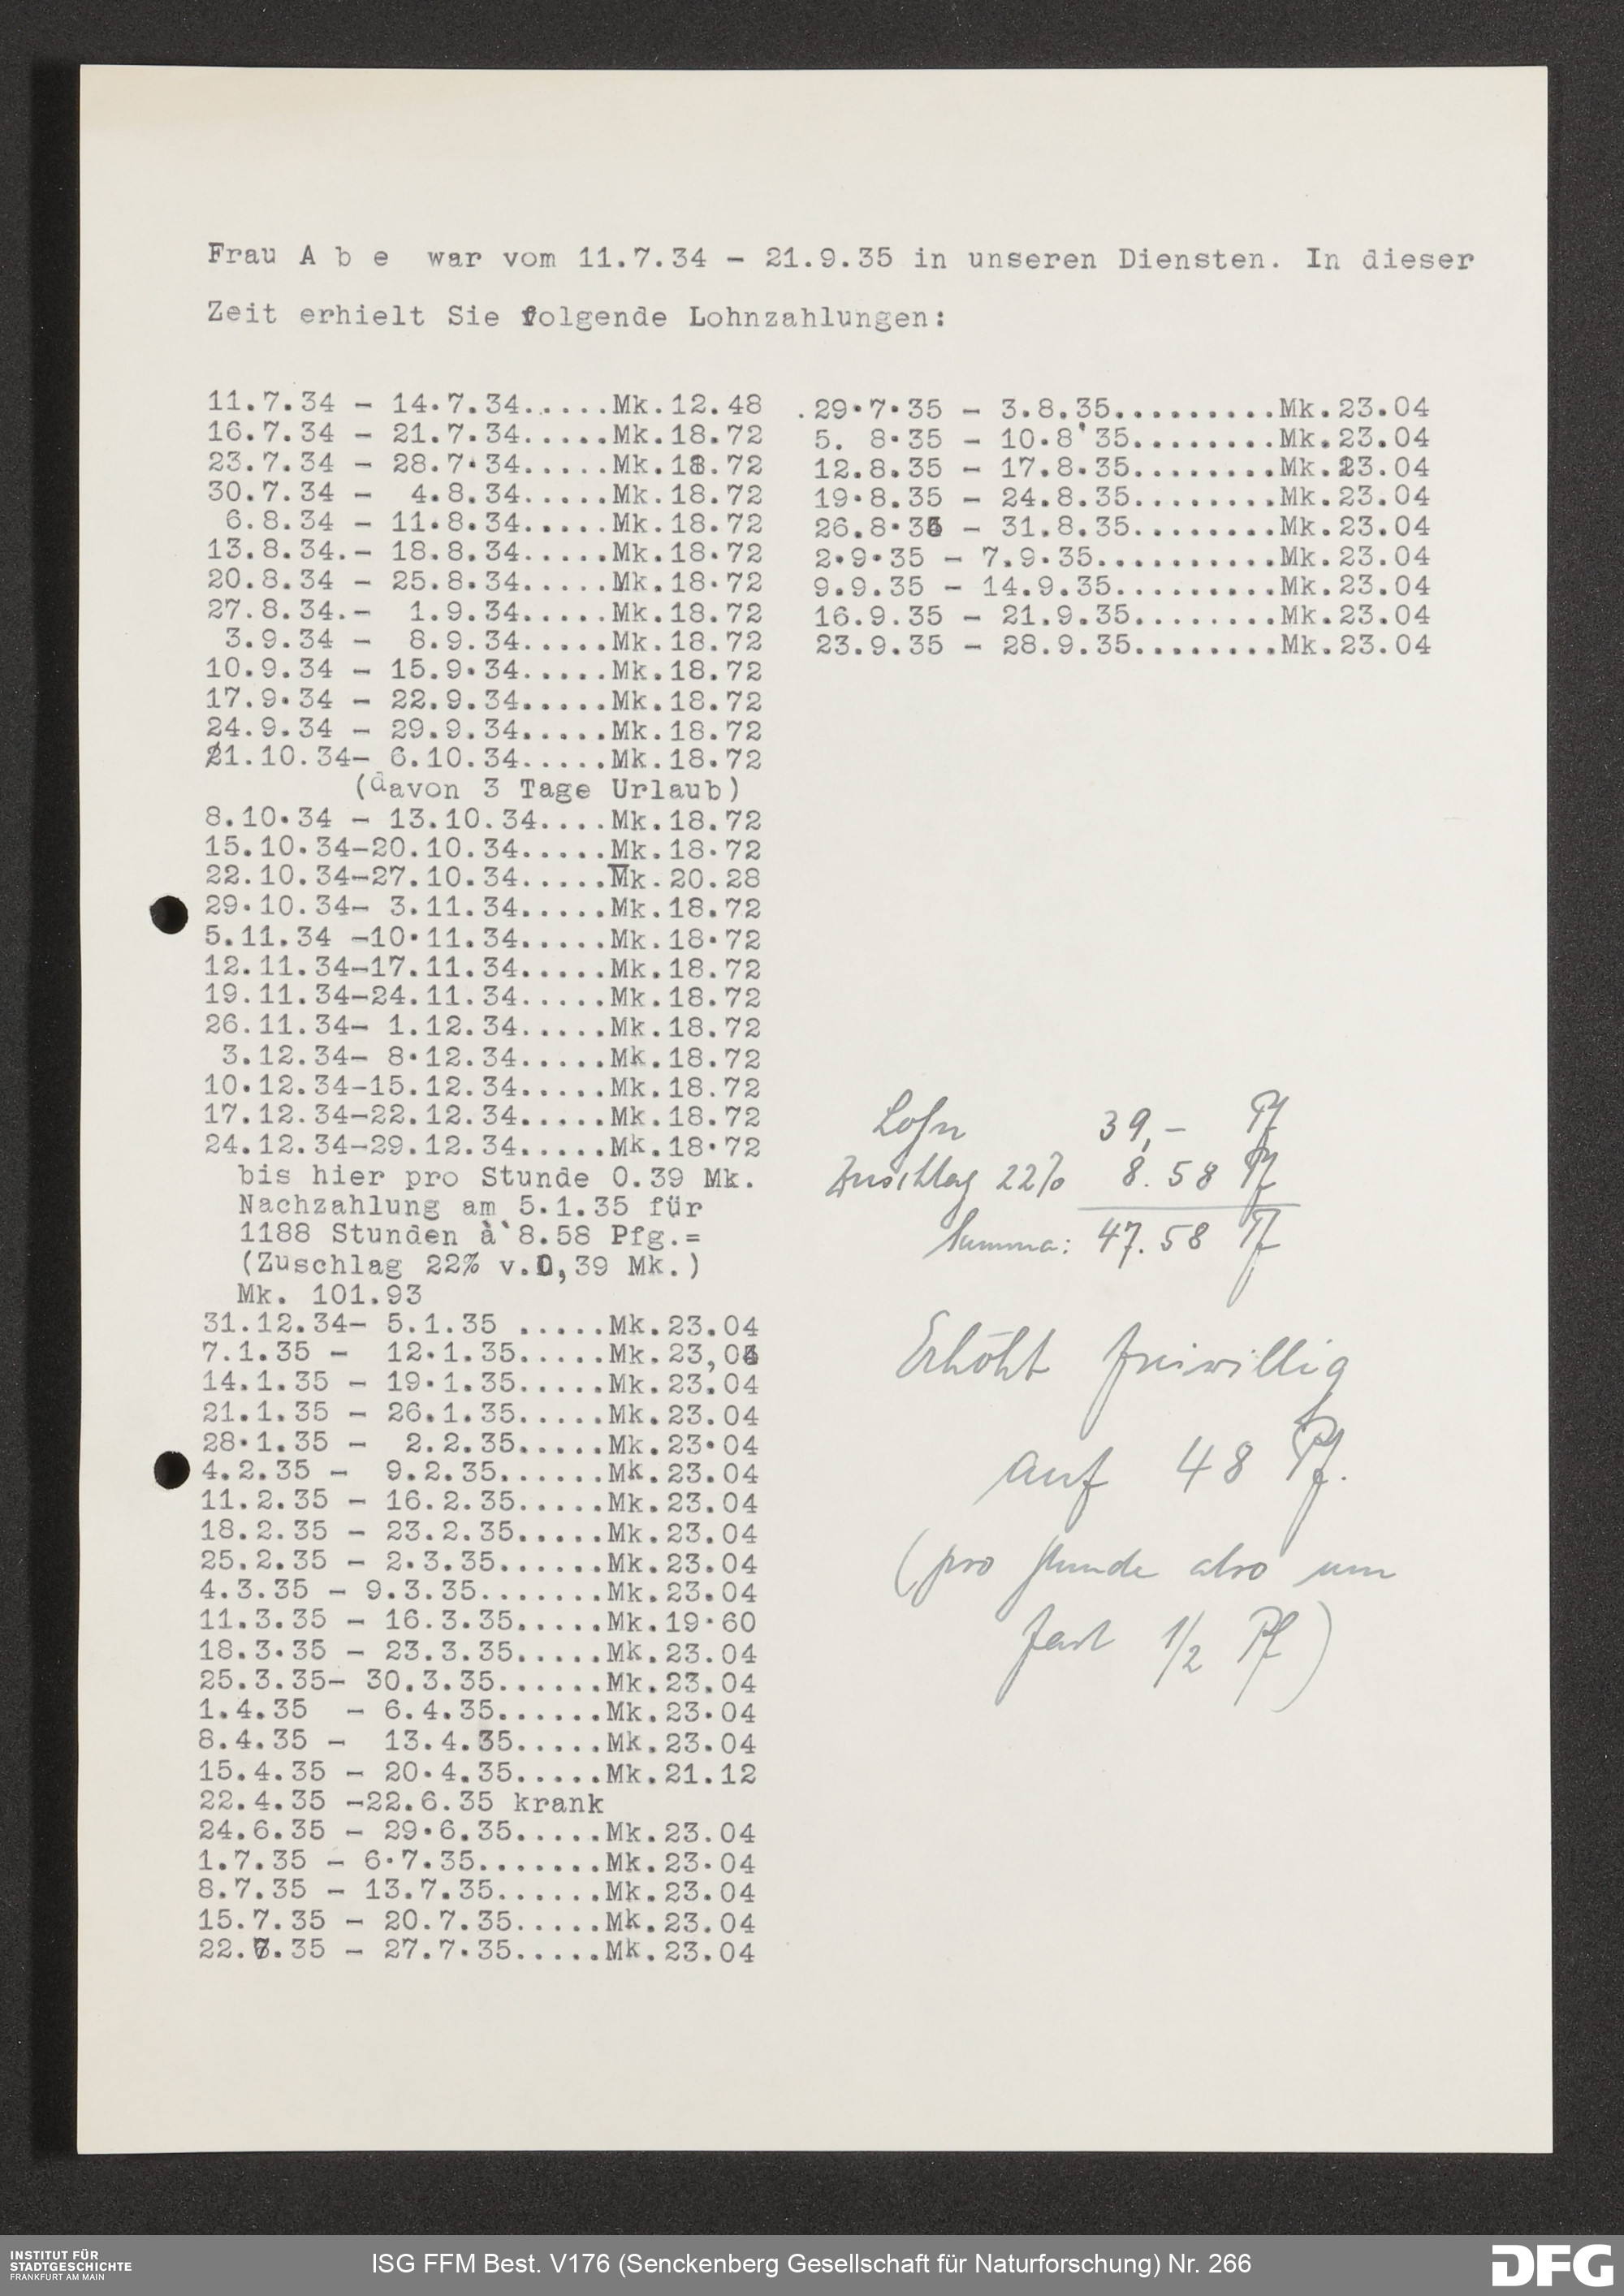 Frau A b e  war vom 11.7.34 - 21.9.35 in unseren Diensten. In dieser
Zeit erhielt Sie folgende Lohnzahlungen:
11.7.34 - 14.7.34.....Mk.12.48
16.7.34 - 21.7.34.....Mk.18.72
23.7.34 - 28.7.34.....Mk.18.72
30.7.34 -  4.8.34.....Mk.18.72
6.8.34 - 11.8.34.....Mk.18.72
13.8.34.- 18.8.34.....Mk.18.72
20.8.34 - 25.8.34.....Mk.18.72
27.8.34.-  1.9.34.....Mk.18.72
3.9.34 -  8.9.34.....Mk.18.72
10.9.34 - 15.9.34.....Mk.18.72
17.9.34 - 22.9.34.....Mk.18.72
24.9.34 - 29.9.34.....Mk.18.72
1.10.34- 6.10.34.....Mk.18.72
(davon 3 Tage Urlaub)
8.10.34 - 13.10.34....Mk.18.72
15.10.34-20.10.34.....Mk.18.72
22.10.34-27.10.34.....Mk.20.28
29.10.34- 3.11.34.....Mk.18.72
5.11.34 -10.11.34.....Mk.18.72
12.11.34-17.11.34.....Mk.18.72
19.11.34-24.11.34.....Mk.18.72
26.11.34- 1.12.34.....Mk.18.72
3.12.34- 8.12.34.....Mk.18.72
10.12.34-15.12.34.....Mk.18.72
17.12.34-22.12.34.....Mk.18.72
24.12.34-29.12.34.....Mk.18.72
bis hier pro Stunde 0.39 Mk.
Nachzahlung am 5.1.35 für
1188 Stunden à 8.58 Pfg.=
(Zuschlag 22% v.0,39 Mk.)
Mk. 101.93
31.12.34- 5.1.35 .....Mk.23.04
7.1.35 -  12.1.35.....Mk.23,04
14.1.35 - 19.1.35.....Mk.23.04
21.1.35 - 26.1.35.....Mk.23.04
28.1.35 -  2.2.35.....Mk.23.04
4.2.35 -  9.2.35......Mk.23.04
11.2.35 - 16.2.35.....Mk.23.04
18.2.35 - 23.2.35.....Mk.23.04
25.2.35 - 2.3.35......Mk.23.04
4.3.35 - 9.3.35.......Mk.23.04
11.3.35 - 16.3.35.....Mk.19.60
18.3.35 - 23.3.35.....Mk.23.04
25.3.35- 30.3.35......Mk.23.04
1.4.35  - 6.4.35......Mk.23.04
8.4.35 -  13.4.35.....Mk.23.04
15.4.35 - 20.4.35.....Mk.21.12
22.4.35 -22.6.35 krank
24.6.35 - 29.6.35.....Mk.23.04
1.7.35 - 6.7.35.......Mk.23.04
8.7.35 - 13.7.35......Mk.23.04
15.7.35 - 20.7.35.....Mk.23.04
22.7.35 - 27.7.35.....Mk.23.04
.29.7.35 - 3.8.35.........Mk.23.04
5. 8.35 - 10.8'35........Mk.23.04
12.8.35 - 17.8.35........Mk.23.04
19.8.35 - 24.8.35........Mk.23.04
26.8.35 - 31.8.35........Mk.23.04
2.9.35 - 7.9.35..........Mk.23.04
9.9.35 - 14.9.35.........Mk.23.04
16.9.35 - 21.9.35........Mk.23.04
23.9.35 - 28.9.35........Mk.23.04
Lohn 39,- Pf
Zuschlag 22% 8.58 Pf
Summa: 47.58 Pf
Erhöht freiwillig
auf 48 Pf.
(pro Stunde also um
fast 1/2 Pf)
INSTITUT FÜR
STADTGESCHICHTE
FRANKFURT AM MAIN
ISG FFM Best. V176 (Senckenberg Gesellschaft für Naturforschung) Nr. 266
DFG